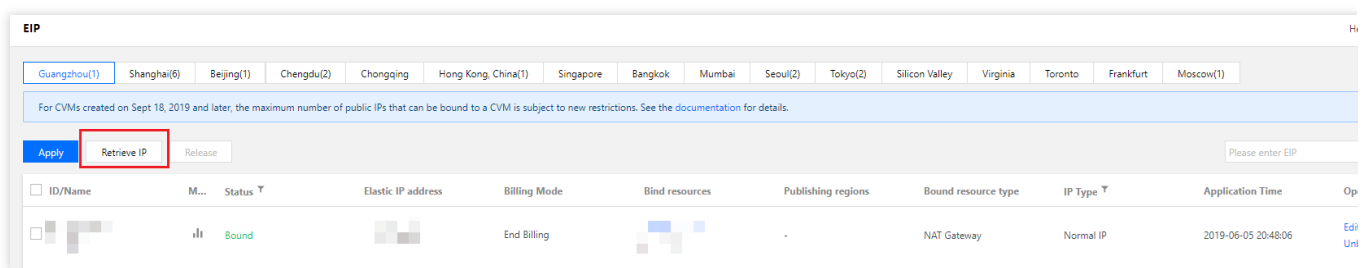 EIP He
Guangzhou(1) Shanghai(6) Beijing(1) Chengdu(2) Chongqing Hong Kong, China(1) Singapore Bangkok Mumbai Seoul(2) Tokyo(2) Silicon Valley Virginia Toronto Frankfurt Moscow(1)
For CVMs created on Sept 18, 2019 and later, the maximum number of public IPs that can be bound to a CVM is subject to new restrictions. See the documentation for details.
Apply Retrieve IP Release Please enter EIP
ID/Name M... Status Elastic IP address Billing Mode Bind resources Publishing regions Bound resource type IP Type Application Time Op
Bound End Billing - NAT Gateway Normal IP 2019-06-05 20:48:06 Edi
Unb